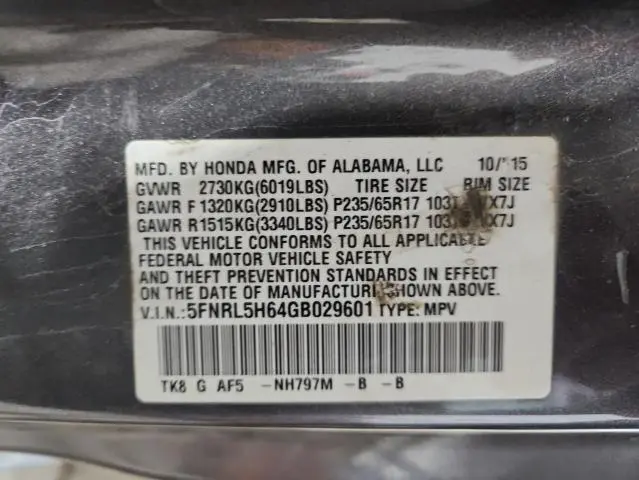 MFD. BY HONDA MFG. OF ALABAMA, LLC 10/15
GVWR 2730KG(6019LBS) TIRE SIZE RIM SIZE
GAWR F 1320KG(2910LBS) P235/65R17
GAWR R 1515KG(3340LBS) P235/65R17
THIS VEHICLE CONFORMS TO ALL APPLICABLE
FEDERAL MOTOR VEHICLE SAFETY
AND THEFT PREVENTION STANDARDS IN EFFECT
ON THE DATE OF MANUFACTURE SHOWN ABOVE.
V.I.N.:5FNRL5H64GB029601 TYPE: MPV
TK8 G AF5 -NH797M -B -B